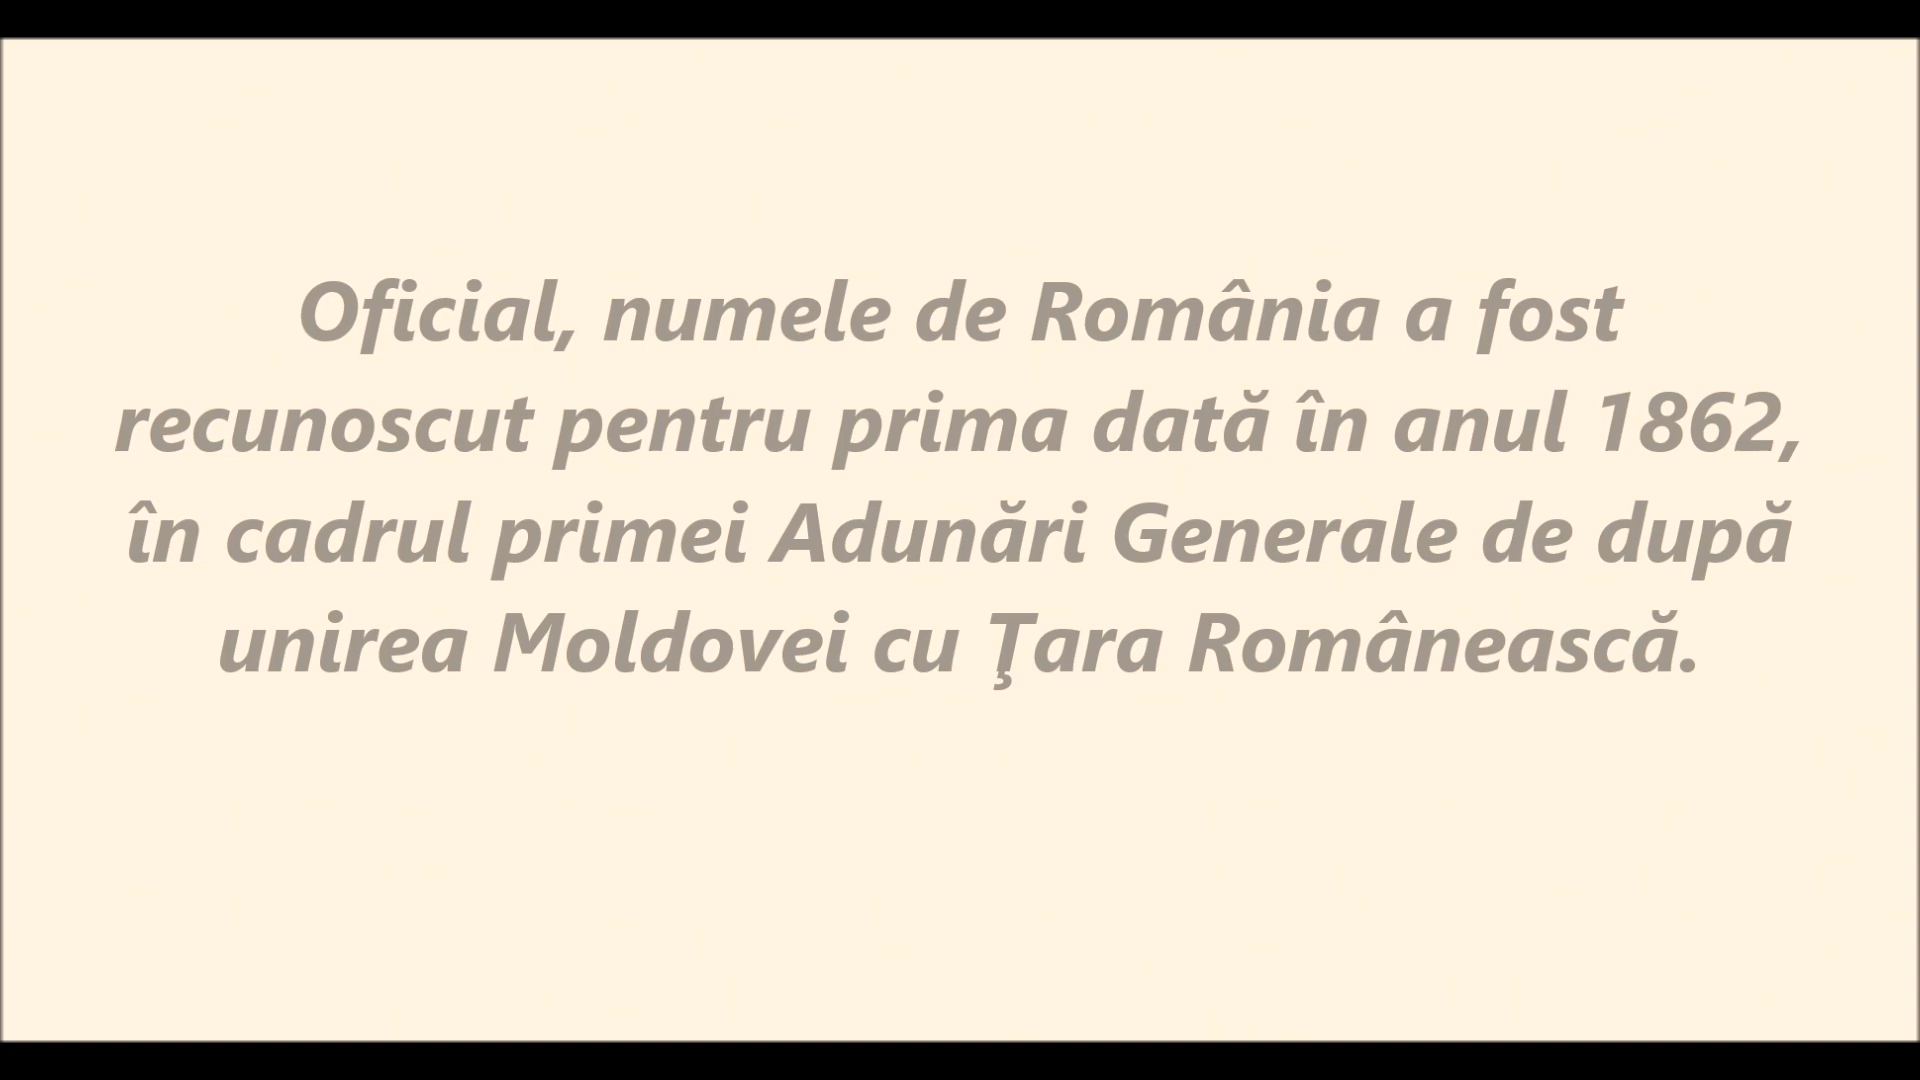 Oficial, numele de România a fost
recunoscut pentru prima dată în anul 1862,
în cadrul primei Adunări Generale de după
unirea Moldovei cu Ţara Românească.